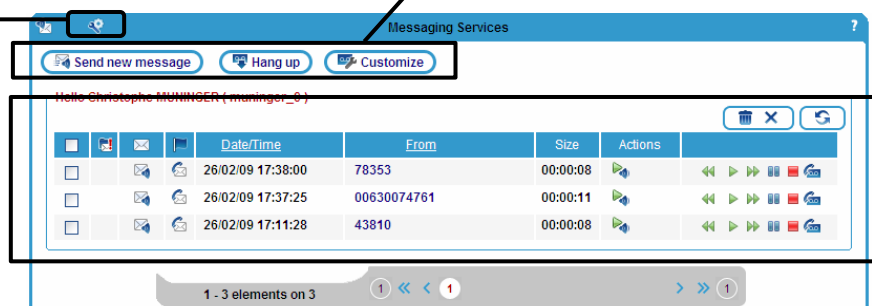 Messaging Services ?
Send new message Hang up Customize
Hello Christophe MUNINGER ( muninger_0 )
Date/Time From Size Actions
26/02/09 17:38:00 78353 00:00:08
26/02/09 17:37:25 00630074761 00:00:11
26/02/09 17:11:28 43810 00:00:08
1 - 3 elements on 3 1 « < 1 > » 1